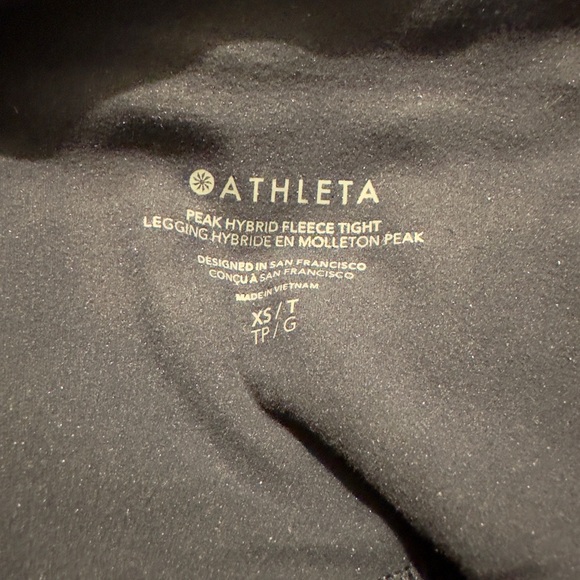 ATHLETA
PEAK HYBRID FLEECE TIGHT
LEGGING HYBRIDE EN MOLLETON PEAK
DESIGNED IN SAN FRANCISCO
CONÇU À SAN FRANCISCO
MADE IN VIETNAM
XS / T
TP / G